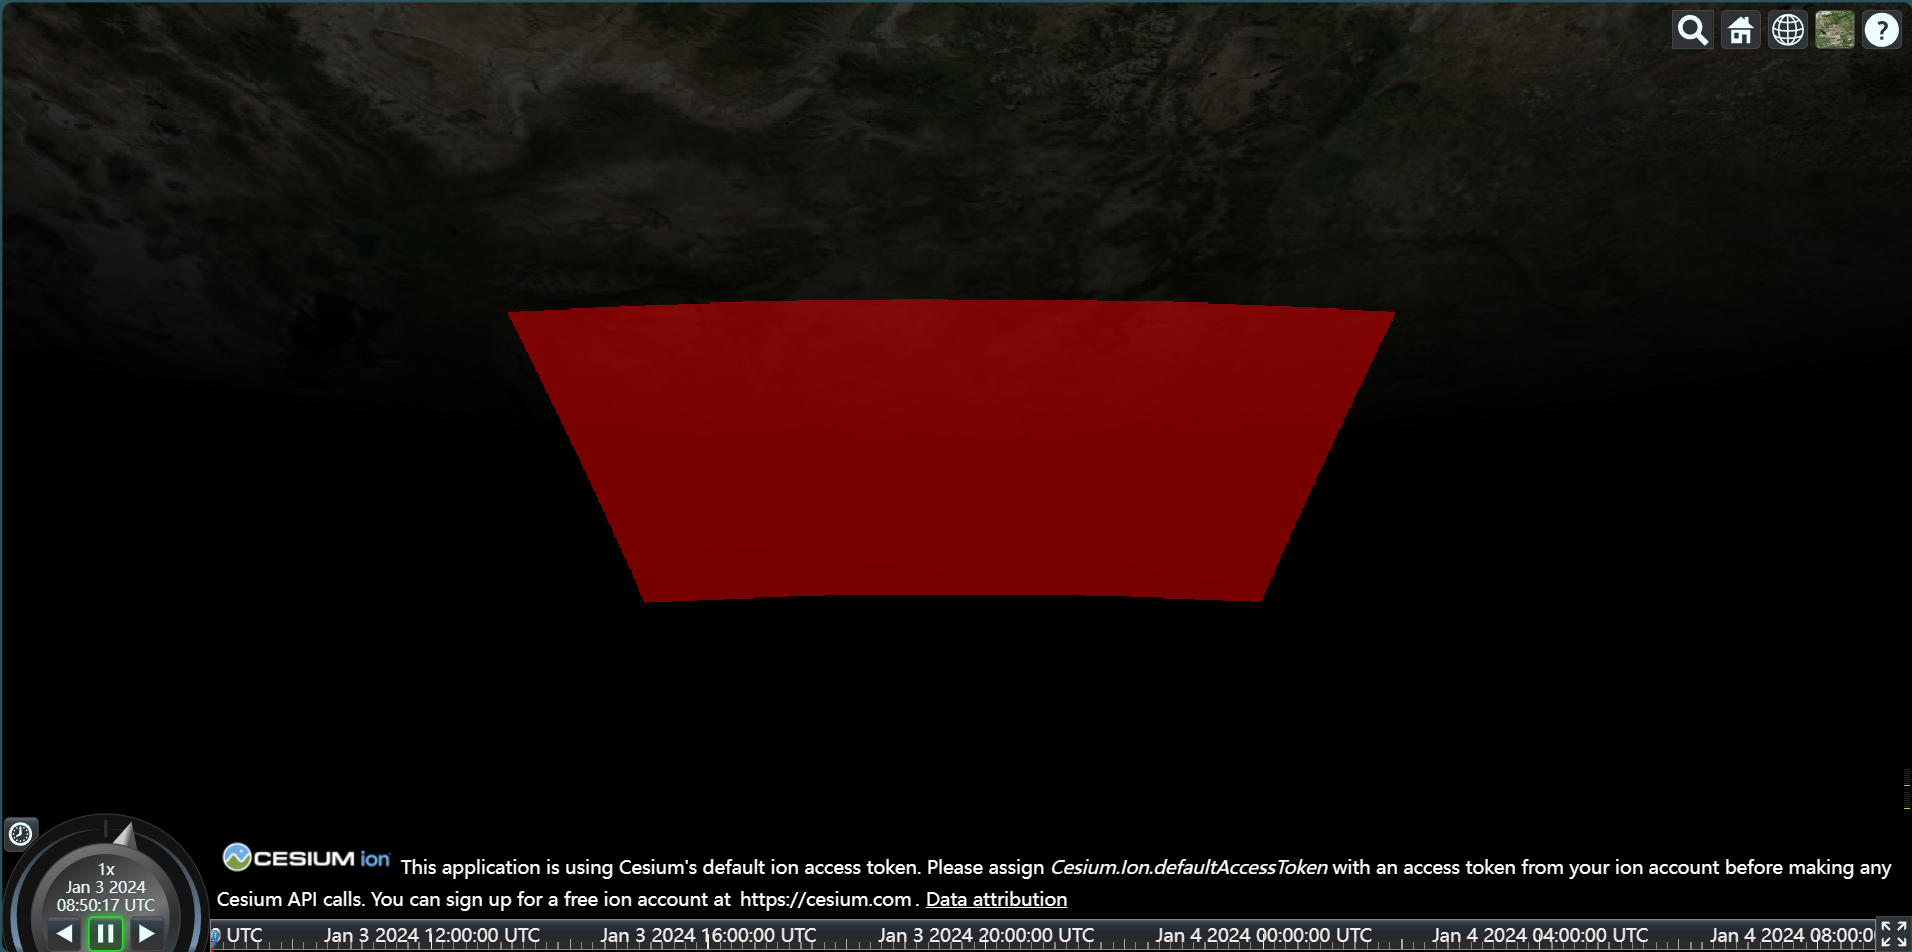 ?
CESIUM ion This application is using Cesium's default ion access token. Please assign Cesium.Ion.defaultAccessToken with an access token from your ion account before making any
Cesium API calls. You can sign up for a free ion account at https://cesium.com . Data attribution
1x
Jan 3 2024
08:50:17 UTC
UTC Jan 3 2024 12:00:00 UTC Jan 3 2024 16:00:00 UTC Jan 3 2024 20:00:00 UTC Jan 4 2024 00:00:00 UTC Jan 4 2024 04:00:00 UTC Jan 4 2024 08:00:0